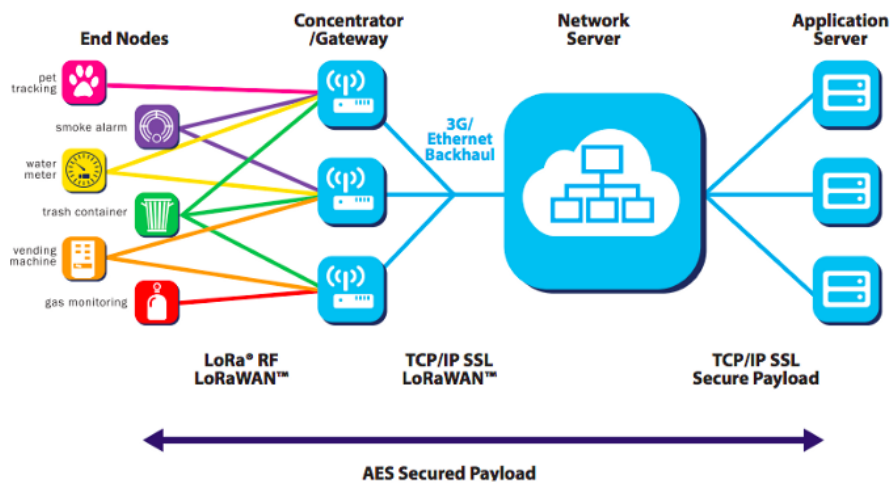 End Nodes
Concentrator
/Gateway
Network
Server
Application
Server
pet
tracking
smoke alarm
water
meter
trash container
vending
machine
gas monitoring
3G/
Ethernet
Backhaul
LoRa® RF
LoRaWAN™
TCP/IP SSL
LoRaWAN™
TCP/IP SSL
Secure Payload
AES Secured Payload